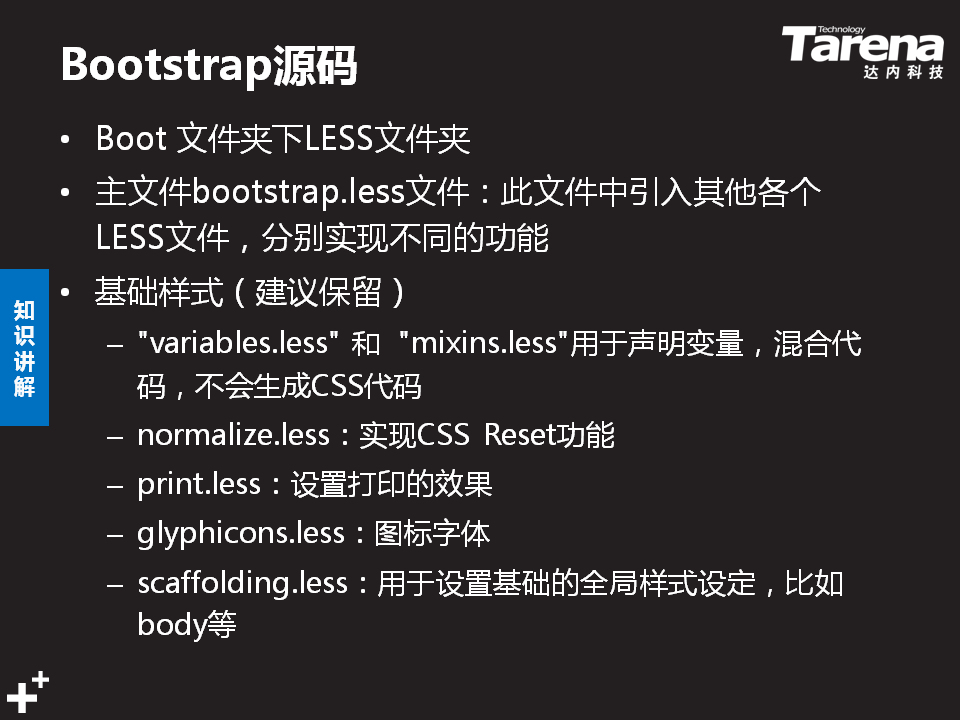 Bootstrap源码
Technology
Tarena
达内科技
• Boot 文件夹下LESS文件夹
• 主文件bootstrap.less文件：此文件中引入其他各个
LESS文件，分别实现不同的功能
• 基础样式（建议保留）
– "variables.less" 和 "mixins.less"用于声明变量，混合代
码，不会生成CSS代码
– normalize.less：实现CSS Reset功能
– print.less：设置打印的效果
– glyphicons.less：图标字体
– scaffolding.less：用于设置基础的全局样式设定，比如
body等
知
识
讲
解